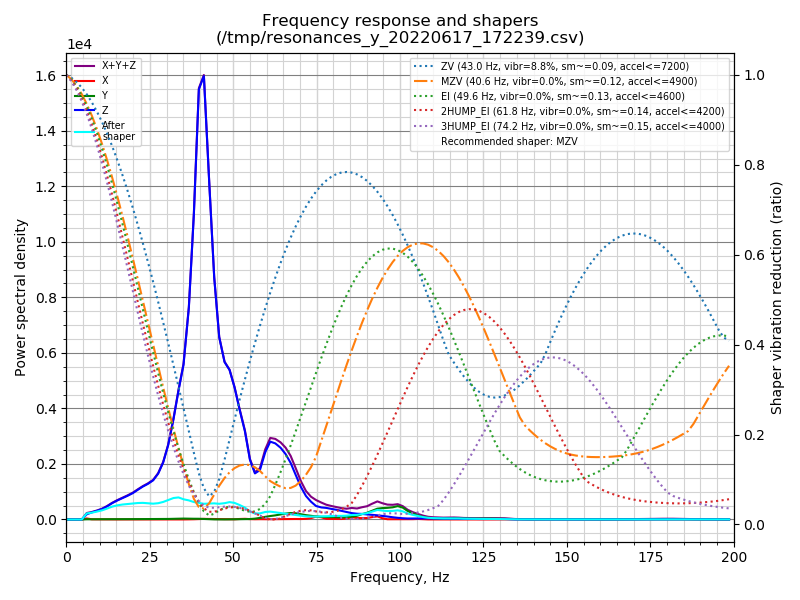 Frequency response and shapers
(/tmp/resonances_y_20220617_172239.csv)
1e4
X+Y+Z
X
Y
Z
After
shaper
ZV (43.0 Hz, vibr=8.8%, sm~=0.09, accel<=7200)
MZV (40.6 Hz, vibr=0.0%, sm~=0.12, accel<=4900)
EI (49.6 Hz, vibr=0.0%, sm~=0.13, accel<=4600)
2HUMP_EI (61.8 Hz, vibr=0.0%, sm~=0.14, accel<=4200)
3HUMP_EI (74.2 Hz, vibr=0.0%, sm~=0.15, accel<=4000)
Recommended shaper: MZV
Power spectral density
1.6
1.4
1.2
1.0
0.8
0.6
0.4
0.2
0.0
1.0
0.8
0.6
0.4
0.2
0.0
Shaper vibration reduction (ratio)
0 25 50 75 100 125 150 175 200
Frequency, Hz